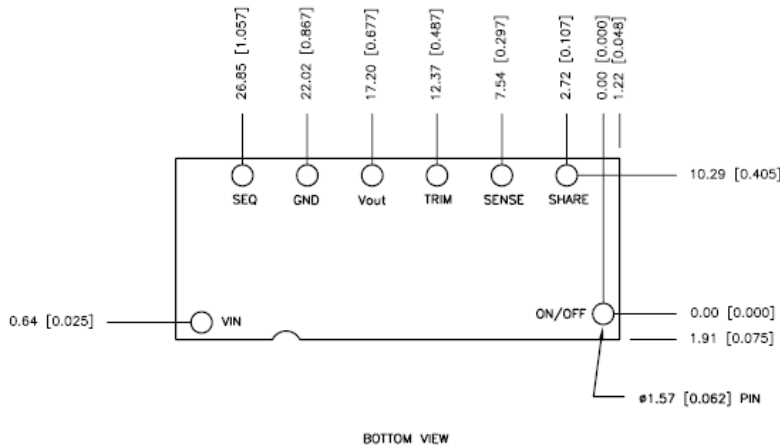 26.85 [1.057]
22.02 [0.867]
17.20 [0.677]
12.37 [0.487]
7.54 [0.297]
2.72 [0.107]
0.00 [0.000]
1.22 [0.048]
10.29 [0.405]
SEQ GND Vout TRIM SENSE SHARE
0.64 [0.025] VIN ON/OFF 0.00 [0.000]
1.91 [0.075]
ø1.57 [0.062] PIN
BOTTOM VIEW